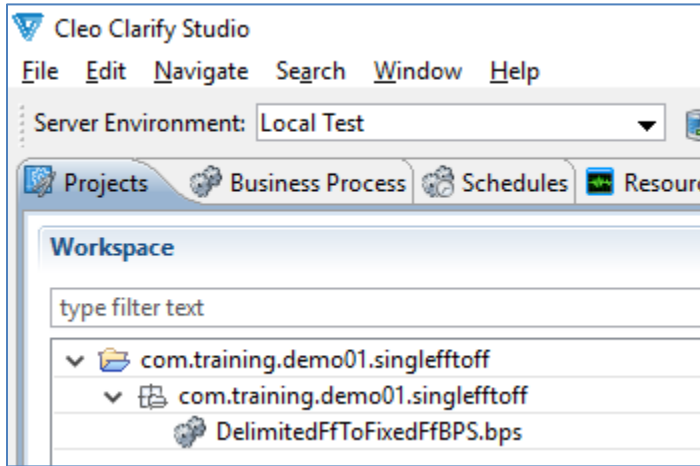 Cleo Clarify Studio
File Edit Navigate Search Window Help
Server Environment: Local Test
Projects Business Process Schedules Resour
Workspace
type filter text
com.training.demo01.singlefftoff
com.training.demo01.singlefftoff
DelimitedFfToFixedFfBPS.bps